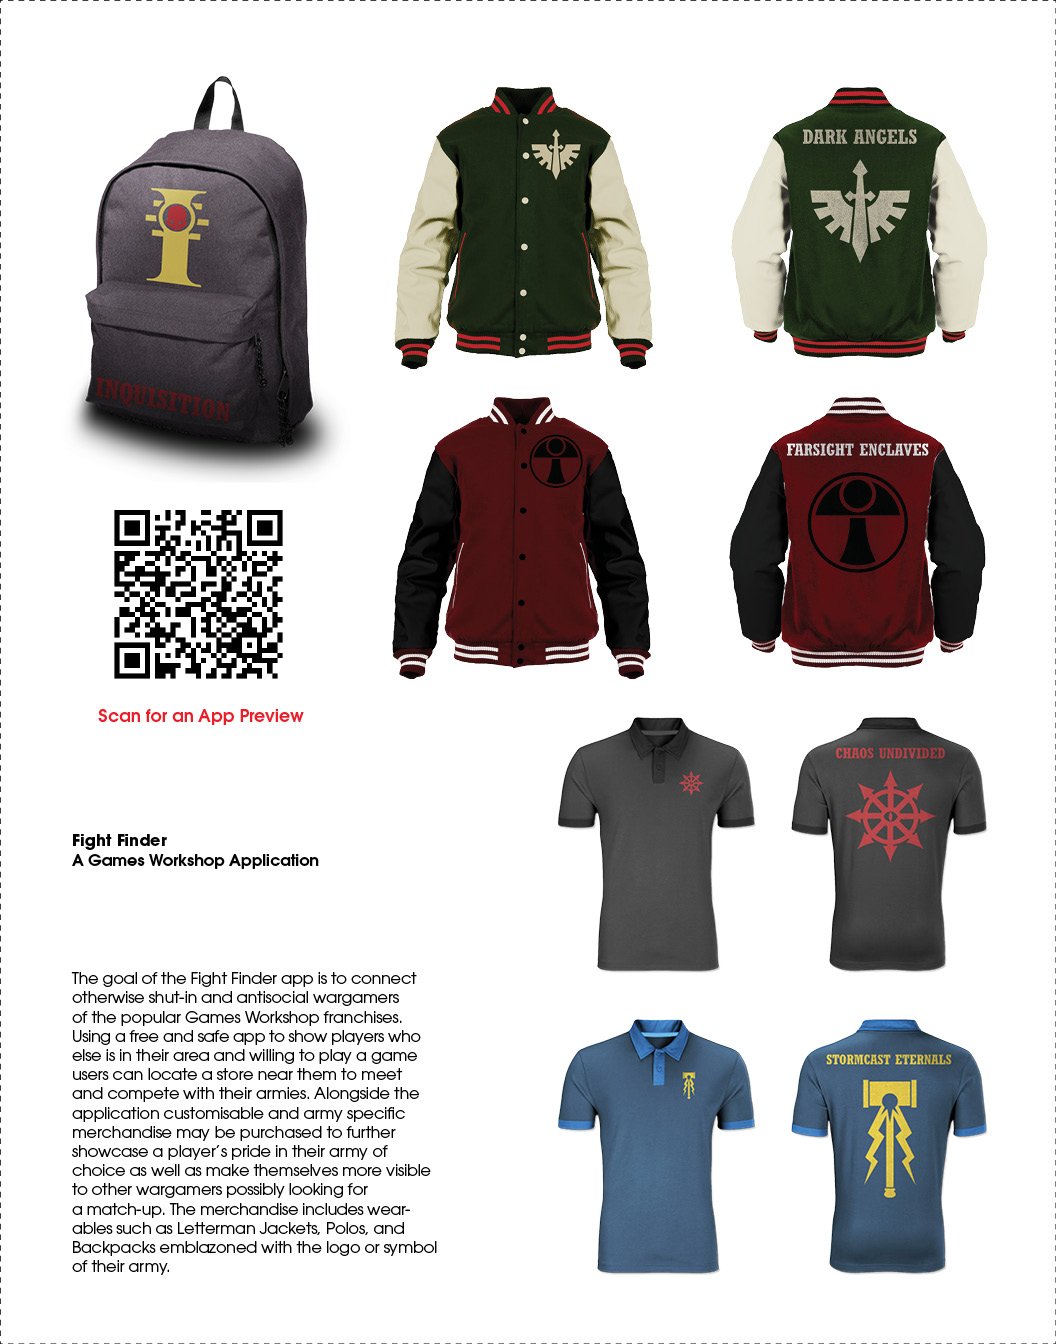 INQUISITION
DARK ANGELS
FARSIGHT ENCLAVES
Scan for an App Preview
CHAOS UNDIVIDED
STORMCAST ETERNALS
Fight Finder
A Games Workshop Application
The goal of the Fight Finder app is to connect
otherwise shut-in and antisocial wargamers
of the popular Games Workshop franchises.
Using a free and safe app to show players who
else is in their area and willing to play a game
users can locate a store near them to meet
and compete with their armies. Alongside the
application customisable and army specific
merchandise may be purchased to further
showcase a player's pride in their army of
choice as well as make themselves more visible
to other wargamers possibly looking for
a match-up. The merchandise includes wear-
ables such as Letterman Jackets, Polos, and
Backpacks emblazoned with the logo or symbol
of their army.